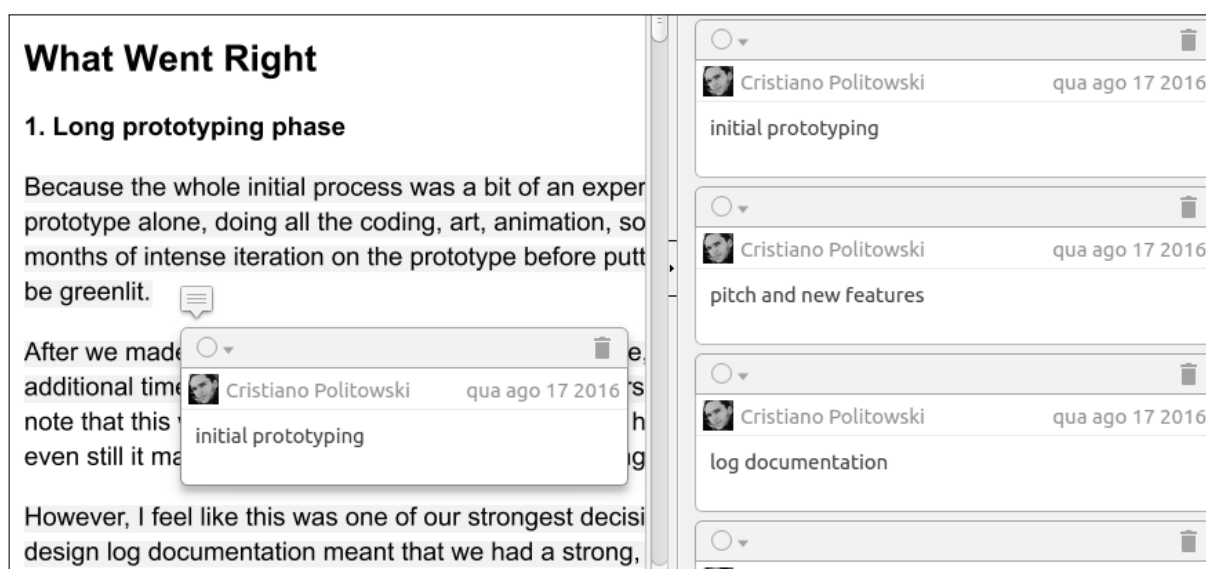 What Went Right
1. Long prototyping phase
Because the whole initial process was a bit of an exper
prototype alone, doing all the coding, art, animation, so
months of intense iteration on the prototype before putt
be greenlit.
After we made
additional time
note that this
even still it ma
However, I feel like this was one of our strongest decisi
design log documentation meant that we had a strong,
Cristiano Politowski qua ago 17 2016
initial prototyping
Cristiano Politowski qua ago 17 2016
initial prototyping
Cristiano Politowski qua ago 17 2016
pitch and new features
Cristiano Politowski qua ago 17 2016
log documentation